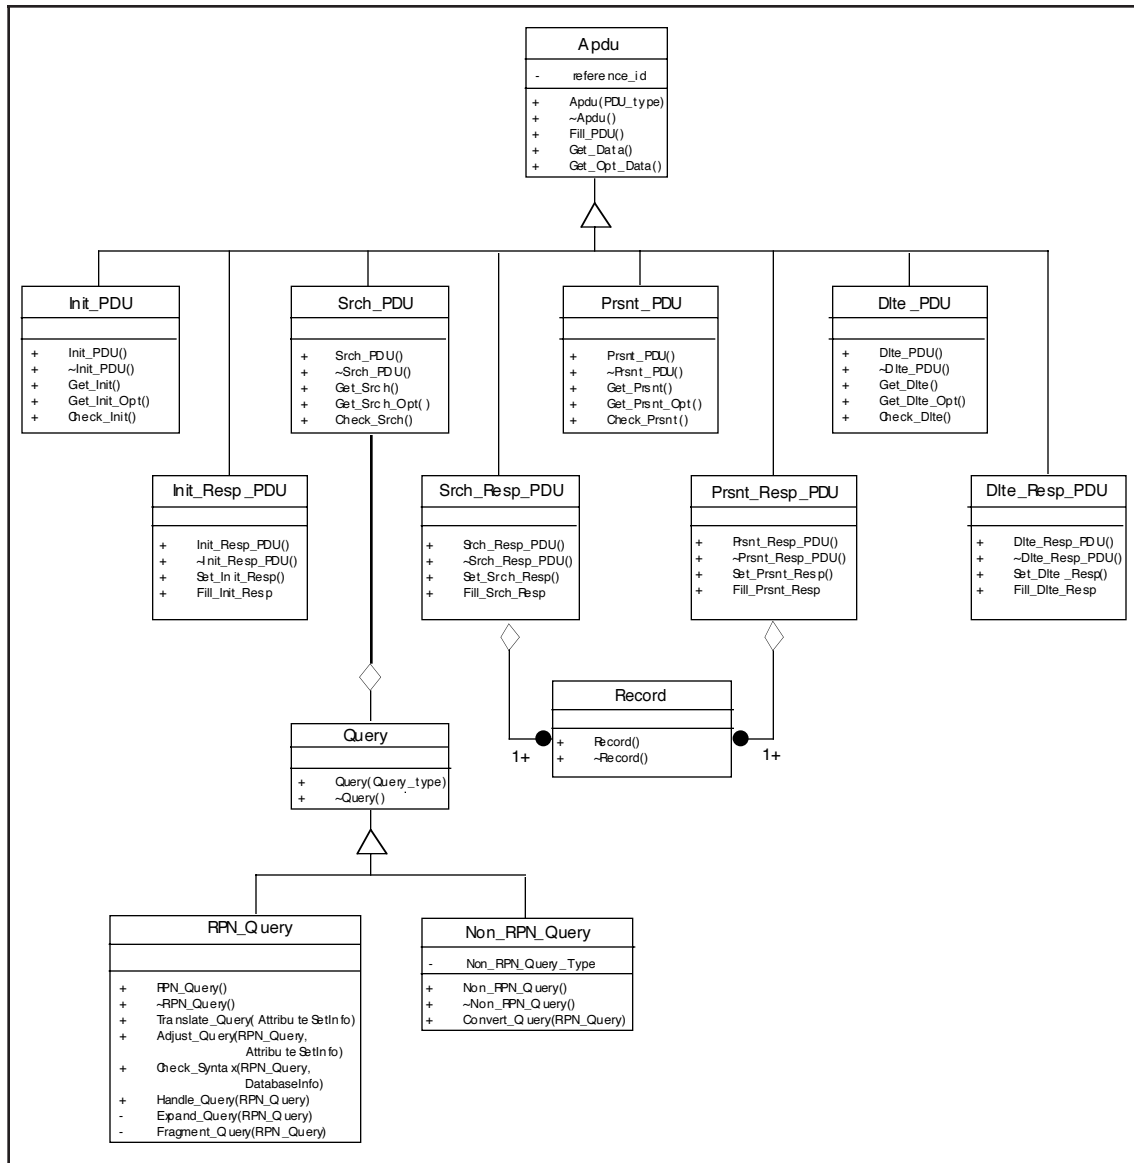 Apdu
- reference_id
+ Apdu(PDU_type)
+ ~Apdu()
+ Fill_PDU()
+ Get_Data()
+ Get_Opt_Data()
Init_PDU
+ Init_PDU()
+ ~Init_PDU()
+ Get_Init()
+ Get_Init_Opt()
+ Check_Init()
Srch_PDU
+ Srch_PDU()
+ ~Srch_PDU()
+ Get_Srch()
+ Get_Srch_Opt()
+ Check_Srch()
Prsnt_PDU
+ Prsnt_PDU()
+ ~Prsnt_PDU()
+ Get_Prsnt()
+ Get_Prsnt_Opt()
+ Check_Prsnt()
Dlte_PDU
+ Dlte_PDU()
+ ~Dlte_PDU()
+ Get_Dlte()
+ Get_Dlte_Opt()
+ Check_Dlte()
Init_Resp_PDU
+ Init_Resp_PDU()
+ ~Init_Resp_PDU()
+ Set_Init_Resp()
+ Fill_Init_Resp
Srch_Resp_PDU
+ Srch_Resp_PDU()
+ ~Srch_Resp_PDU()
+ Set_Srch_Resp()
+ Fill_Srch_Resp
Prsnt_Resp_PDU
+ Prsnt_Resp_PDU()
+ ~Prsnt_Resp_PDU()
+ Set_Prsnt_Resp()
+ Fill_Prsnt_Resp
Dlte_Resp_PDU
+ Dlte_Resp_PDU()
+ ~Dlte_Resp_PDU()
+ Set_Dlte_Resp()
+ Fill_Dlte_Resp
Record
+ Record()
+ ~Record()
1+
1+
Query
+ Query(Query_type)
+ ~Query()
RPN_Query
+ RPN_Query()
+ ~RPN_Query()
+ Translate_Query( AttributeSetInfo)
+ Adjust_Query(RPN_Query,
AttributeSetInfo)
+ Check_Syntax(RPN_Query,
DatabaseInfo)
+ Handle_Query(RPN_Query)
- Expand_Query(RPN_Query)
- Fragment_Query(RPN_Query)
Non_RPN_Query
- Non_RPN_Query_Type
+ Non_RPN_Query()
+ ~Non_RPN_Query()
+ Convert_Query(RPN_Query)